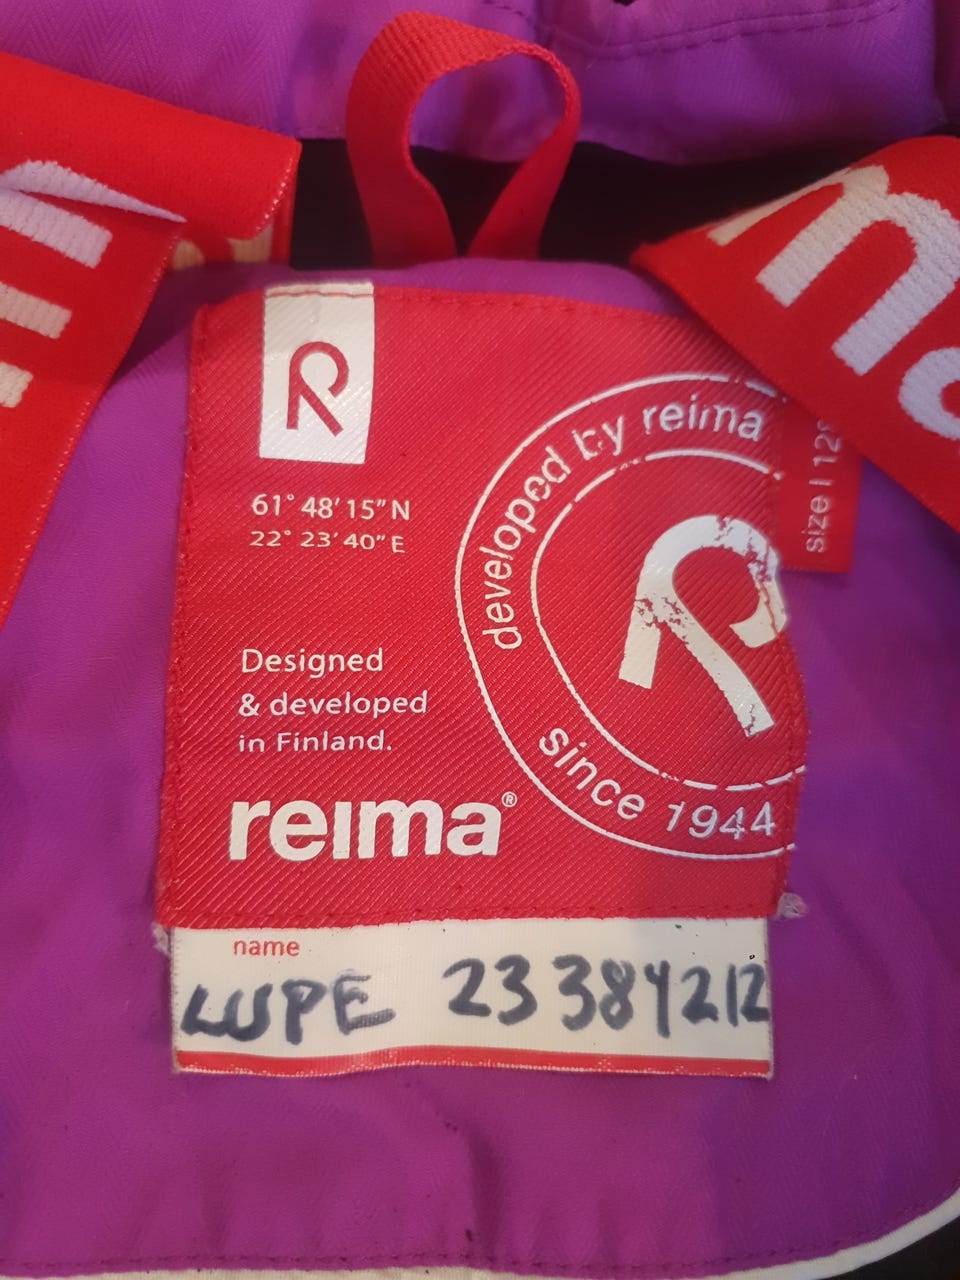 R
61° 48' 15" N
22° 23' 40" E
developed by reima
since 1944
Designed
& developed
in Finland.
reima®
name
LUPE 23384212